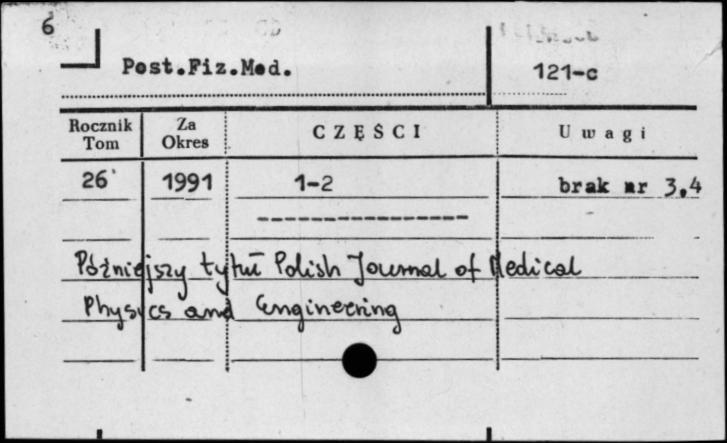 6
Post.Fiz.Med. 121-c
Rocznik Tom Za Okres CZĘŚCI Uwagi
26 1991 1-2 brak nr 3,4
Późniejszy tytuł Polish Journal of Medical
Physics and Engineering